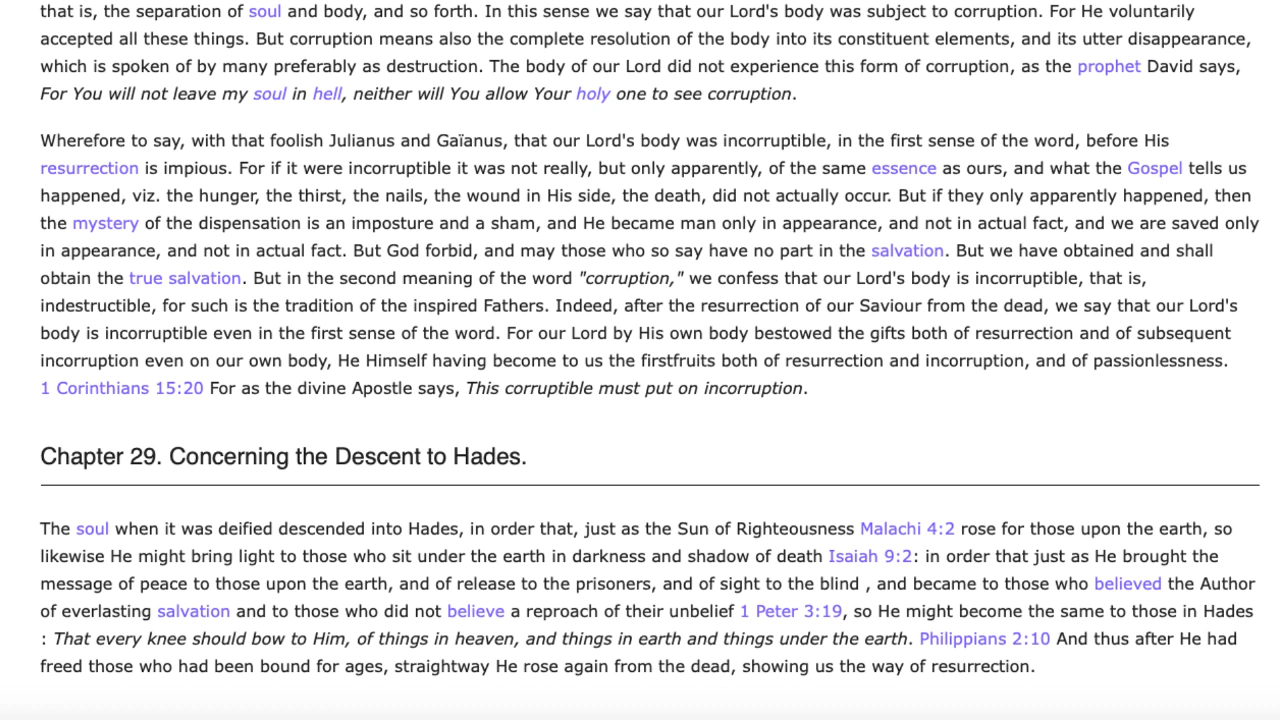 that is, the separation of soul and body, and so forth. In this sense we say that our Lord's body was subject to corruption. For He voluntarily
accepted all these things. But corruption means also the complete resolution of the body into its constituent elements, and its utter disappearance,
which is spoken of by many preferably as destruction. The body of our Lord did not experience this form of corruption, as the prophet David says,
For You will not leave my soul in hell, neither will You allow Your holy one to see corruption.
Wherefore to say, with that foolish Julianus and Gaïanus, that our Lord's body was incorruptible, in the first sense of the word, before His
resurrection is impious. For if it were incorruptible it was not really, but only apparently, of the same essence as ours, and what the Gospel tells us
happened, viz. the hunger, the thirst, the nails, the wound in His side, the death, did not actually occur. But if they only apparently happened, then
the mystery of the dispensation is an imposture and a sham, and He became man only in appearance, and not in actual fact, and we are saved only
in appearance, and not in actual fact. But God forbid, and may those who so say have no part in the salvation. But we have obtained and shall
obtain the true salvation. But in the second meaning of the word "corruption," we confess that our Lord's body is incorruptible, that is,
indestructible, for such is the tradition of the inspired Fathers. Indeed, after the resurrection of our Saviour from the dead, we say that our Lord's
body is incorruptible even in the first sense of the word. For our Lord by His own body bestowed the gifts both of resurrection and of subsequent
incorruption even on our own body, He Himself having become to us the firstfruits both of resurrection and incorruption, and of passionlessness.
1 Corinthians 15:20 For as the divine Apostle says, This corruptible must put on incorruption.
Chapter 29. Concerning the Descent to Hades.
The soul when it was deified descended into Hades, in order that, just as the Sun of Righteousness Malachi 4:2 rose for those upon the earth, so
likewise He might bring light to those who sit under the earth in darkness and shadow of death Isaiah 9:2: in order that just as He brought the
message of peace to those upon the earth, and of release to the prisoners, and of sight to the blind , and became to those who believed the Author
of everlasting salvation and to those who did not believe a reproach of their unbelief 1 Peter 3:19, so He might become the same to those in Hades
: That every knee should bow to Him, of things in heaven, and things in earth and things under the earth. Philippians 2:10 And thus after He had
freed those who had been bound for ages, straightway He rose again from the dead, showing us the way of resurrection.